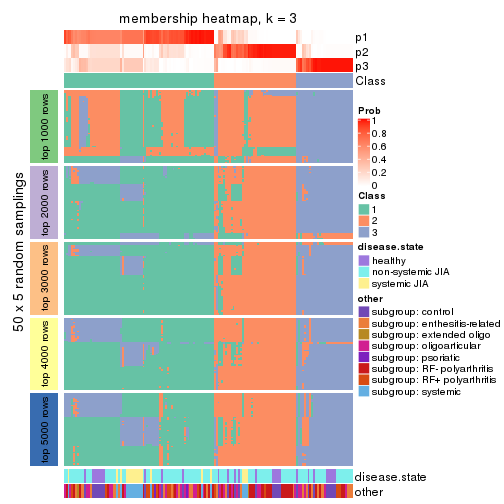 membership heatmap, k = 3
p1
p2
p3
Class
50 x 5 random samplings
top 1000 rows
top 2000 rows
top 3000 rows
top 4000 rows
top 5000 rows
disease.state
other
Prob
1
0.8
0.6
0.4
0.2
0
Class
1
2
3
disease.state
healthy
non-systemic JIA
systemic JIA
other
subgroup: control
subgroup: enthesitis-related
subgroup: extended oligo
subgroup: oligoarticular
subgroup: psoriatic
subgroup: RF- polyarthritis
subgroup: RF+ polyarthritis
subgroup: systemic